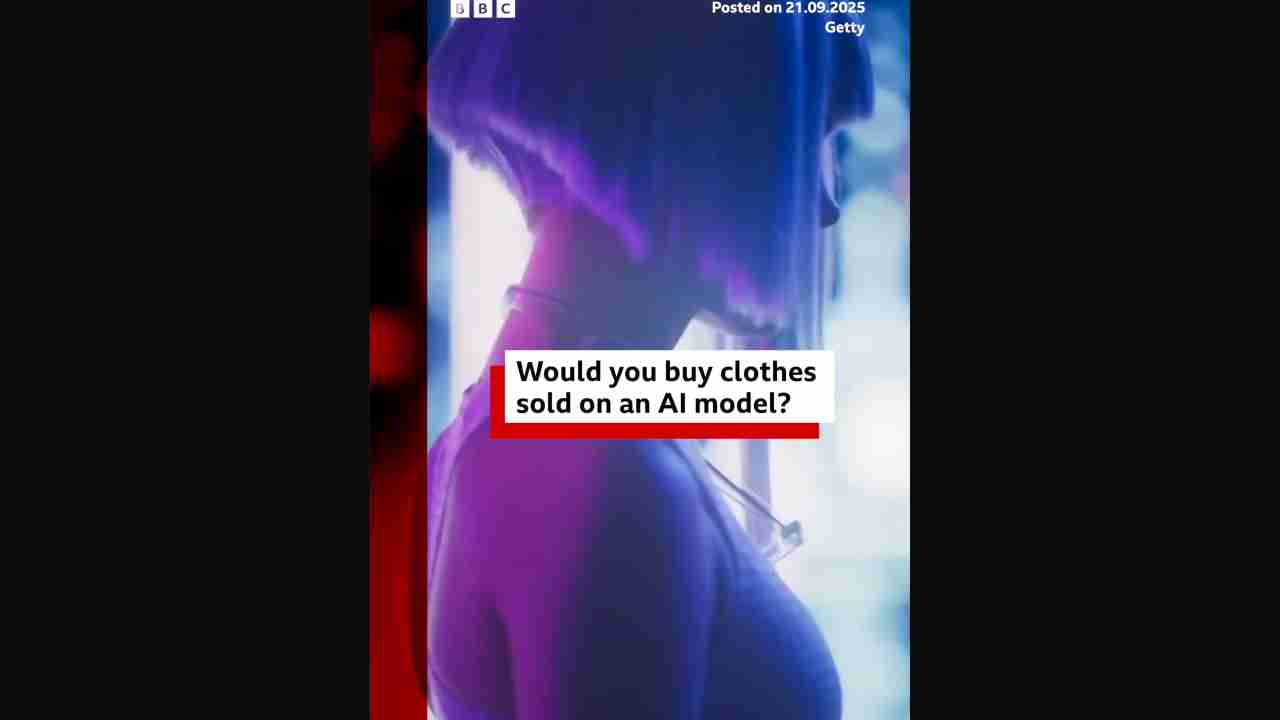 BBC
Posted on 21.09.2025
Getty
Would you buy clothes
sold on an AI model?